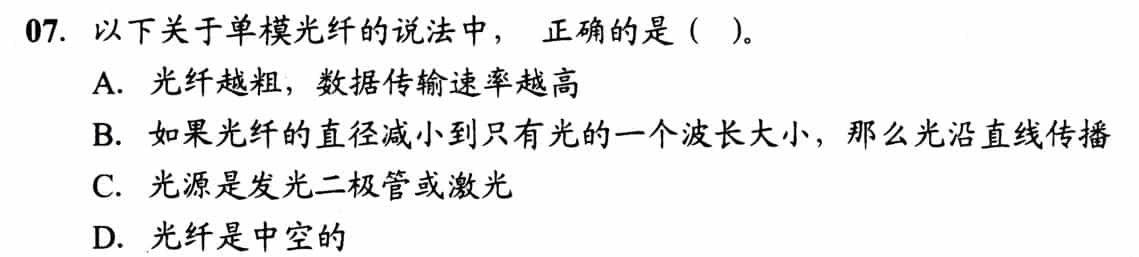 07. 以下关于单模光纤的说法中， 正确的是（ ）。
A. 光纤越粗，数据传输速率越高
B. 如果光纤的直径减小到只有光的一个波长大小，那么光沿直线传播
C. 光源是发光二极管或激光
D. 光纤是中空的